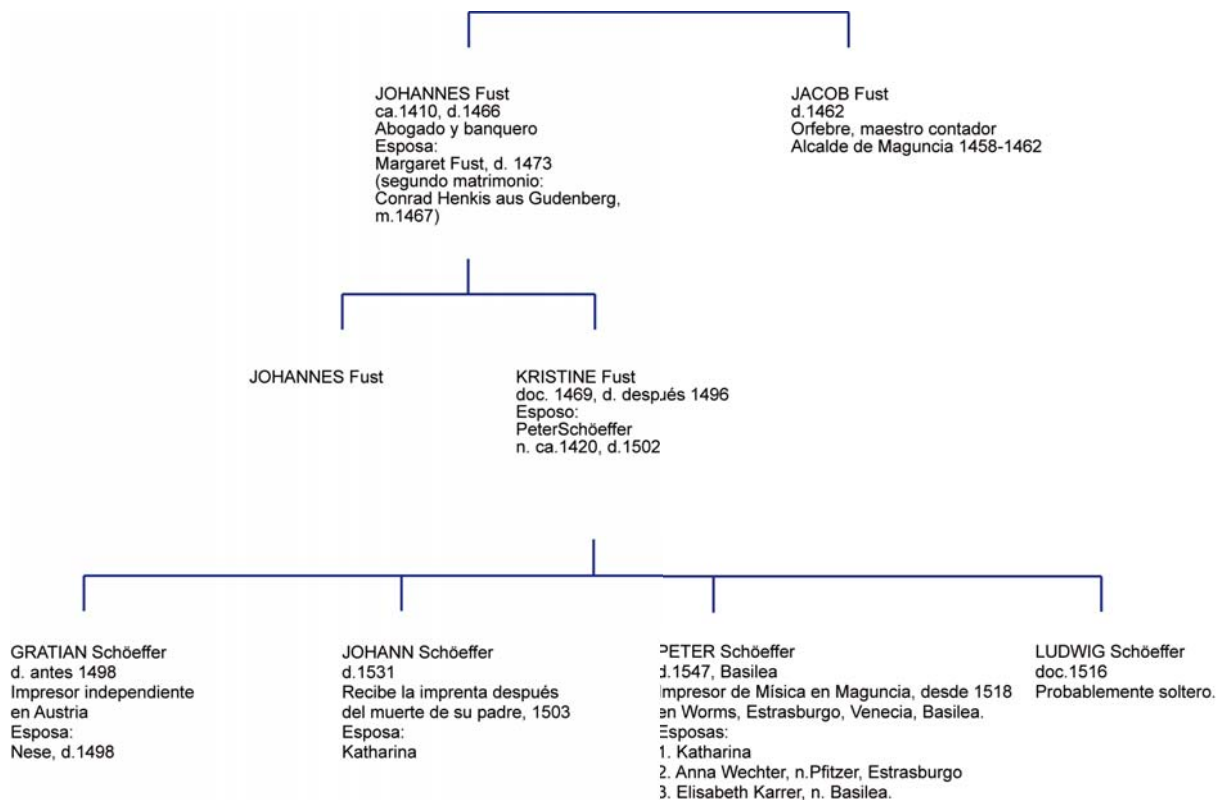 JOHANNES Fust
ca.1410, d.1466
Abogado y banquero
Esposa:
Margaret Fust, d. 1473
(segundo matrimonio:
Conrad Henkis aus Gudenberg,
m.1467)
JACOB Fust
d.1462
Orfebre, maestro contador
Alcalde de Maguncia 1458-1462
JOHANNES Fust
KRISTINE Fust
doc. 1469, d. después 1496
Esposo:
PeterSchöeffer
n. ca.1420, d.1502
GRATIAN Schöeffer
d. antes 1498
Impresor independiente
en Austria
Esposa:
Nese, d.1498
JOHANN Schöeffer
d.1531
Recibe la imprenta después
del muerte de su padre, 1503
Esposa:
Katharina
PETER Schöeffer
d.1547, Basilea
Impresor de Mísica en Maguncia, desde 1518
en Worms, Estrasburgo, Venecia, Basilea.
Esposas:
1. Katharina
2. Anna Wechter, n.Pfitzer, Estrasburgo
3. Elisabeth Karrer, n. Basilea.
LUDWIG Schöeffer
doc.1516
Probablemente soltero.